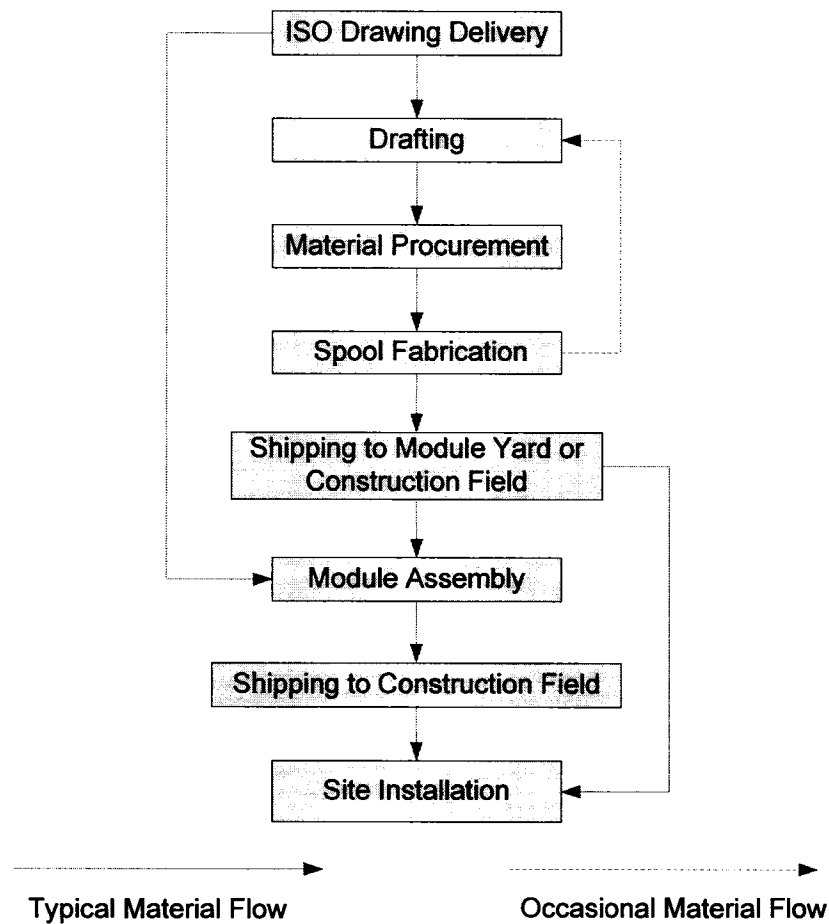 ISO Drawing Delivery
Drafting
Material Procurement
Spool Fabrication
Shipping to Module Yard or
Construction Field
Module Assembly
Shipping to Construction Field
Site Installation
Typical Material Flow
Occasional Material Flow